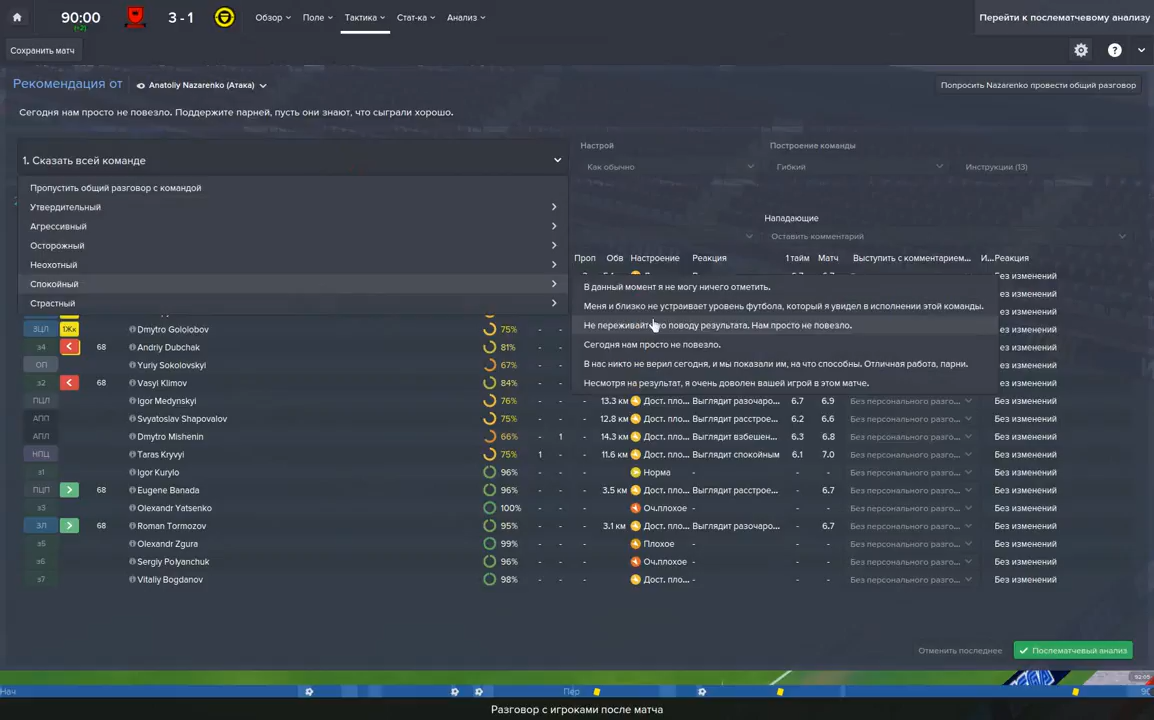 90:00
(+2)
3 - 1
Обзор
Поле
Тактика
Стат-ка
Анализ
Перейти к послематчевому анализу
Сохранить матч
Рекомендация от
Anatoliy Nazarenko (Атака)
Попросить Nazarenko провести общий разговор
Сегодня нам просто не повезло. Поддержите парней, пусть они знают, что сыграли хорошо.
1. Сказать всей команде
Настрой
Построение команды
Как обычно
Гибкий
Инструкции (13)
Пропустить общий разговор с командой
Утвердительный
Агрессивный
Осторожный
Неохотный
Спокойный
Страстный
Нападающие
Оставить комментарий
Проп Обв Настроение Реакция 1 тайм Матч Выступить с комментарием... И... Реакция
Без изменений
В данный момент я не могу ничего отметить.
Меня и близко не устраивает уровень футбола, который я увидел в исполнении этой команды.
Не переживайте по поводу результата. Нам просто не повезло.
Сегодня нам просто не повезло.
В нас никто не верил сегодня, и мы показали им, на что способны. Отличная работа, парни.
Несмотря на результат, я очень доволен вашей игрой в этом матче.
ЗЦЛ 1Жк Dmytro Gololobov 75% Без изменений
з4 68 Andriy Dubchak 81% Без изменений
ОП Yuriy Sokolovskyi 67% Без изменений
з2 68 Vasyl Klimov 84% Без изменений
ПЦЛ Igor Medynskyi 76% - - 13.3 км Дост. пло... Выглядит разочаро... 6.7 6.9 Без персонального разго... Без изменений
АПП Svyatoslav Shapovalov 75% - - 12.8 км Дост. пло... Выглядит расстрое... 6.2 6.6 Без персонального разго... Без изменений
АПЛ Dmytro Mishenin 66% - 1 14.3 км Дост. пло... Выглядит взбешен... 6.3 6.8 Без персонального разго... Без изменений
НПЦ Taras Kryvyi 75% 1 - 11.6 км Дост. пло... Выглядит спокойным 6.1 7.0 Без персонального разго... Без изменений
з1 Igor Kurylo 96% - - - Норма - - - Без персонального разго... Без изменений
ПЦП 68 Eugene Banada 96% - - 3.5 км Дост. пло... Выглядит расстрое... - 6.7 Без персонального разго... Без изменений
з3 Olexandr Yatsenko 100% - - - Оч.плохое - - - Без персонального разго... Без изменений
ЗЛ 68 Roman Tormozov 95% - - 3.1 км Дост. пло... Выглядит разочаро... - 6.7 Без персонального разго... Без изменений
з5 Olexandr Zgura 99% - - - Плохое - - - Без персонального разго... Без изменений
з6 Sergiy Polyanchuk 96% - - - Оч.плохое - - - Без персонального разго... Без изменений
з7 Vitaliy Bogdanov 98% - - - Дост. пло... - - - Без персонального разго... Без изменений
Отменить последнее
Послематчевый анализ
92:05
Нач
Пер
90
Разговор с игроками после матча